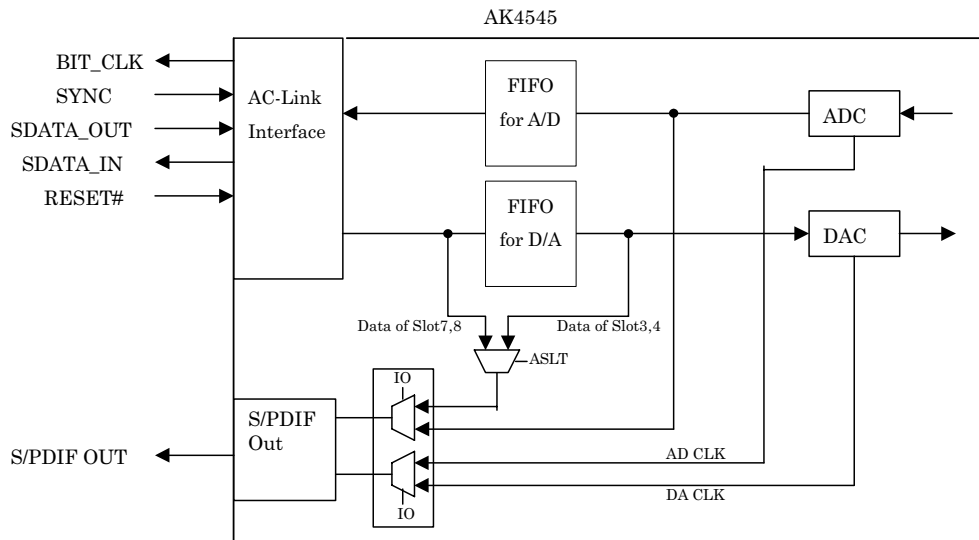 AK4545
BIT_CLK
SYNC
SDATA_OUT
SDATA_IN
RESET#
AC-Link
Interface
FIFO
for A/D
ADC
FIFO
for D/A
DAC
Data of Slot7,8
Data of Slot3,4
ASLT
IO
S/PDIF
Out
S/PDIF OUT
AD CLK
DA CLK
IO